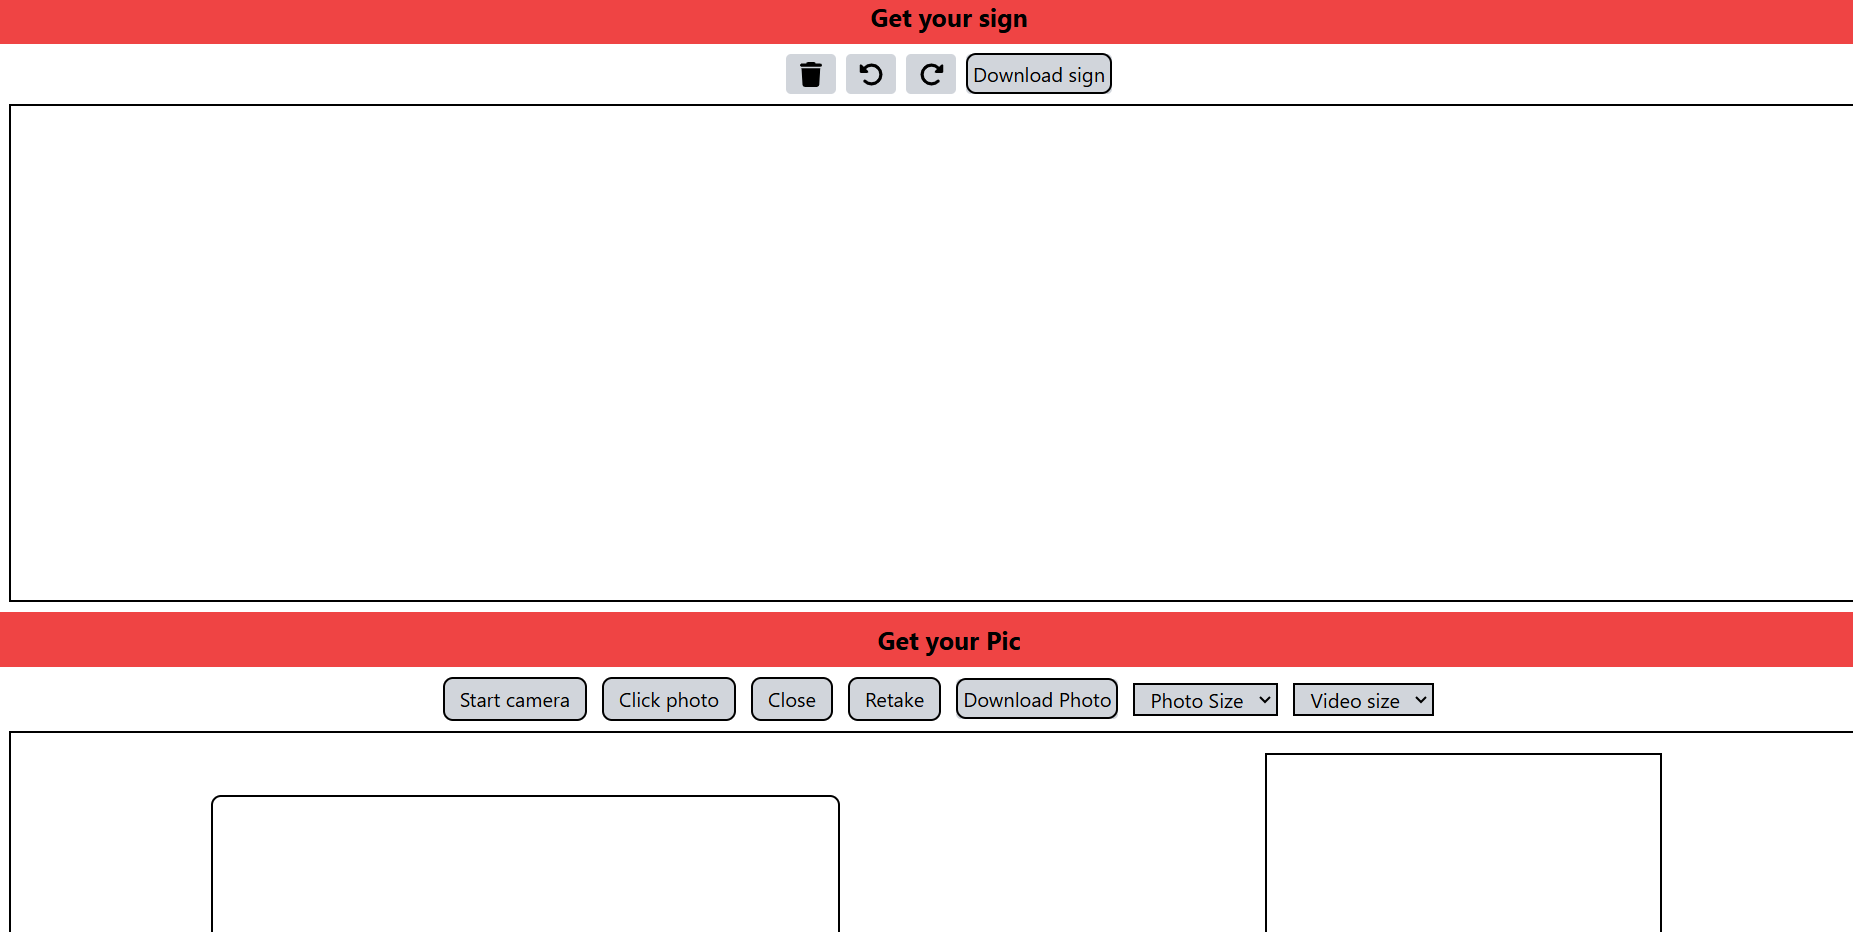 Get your sign
Download sign
Get your Pic
Start camera Click photo Close Retake Download Photo Photo Size Video size